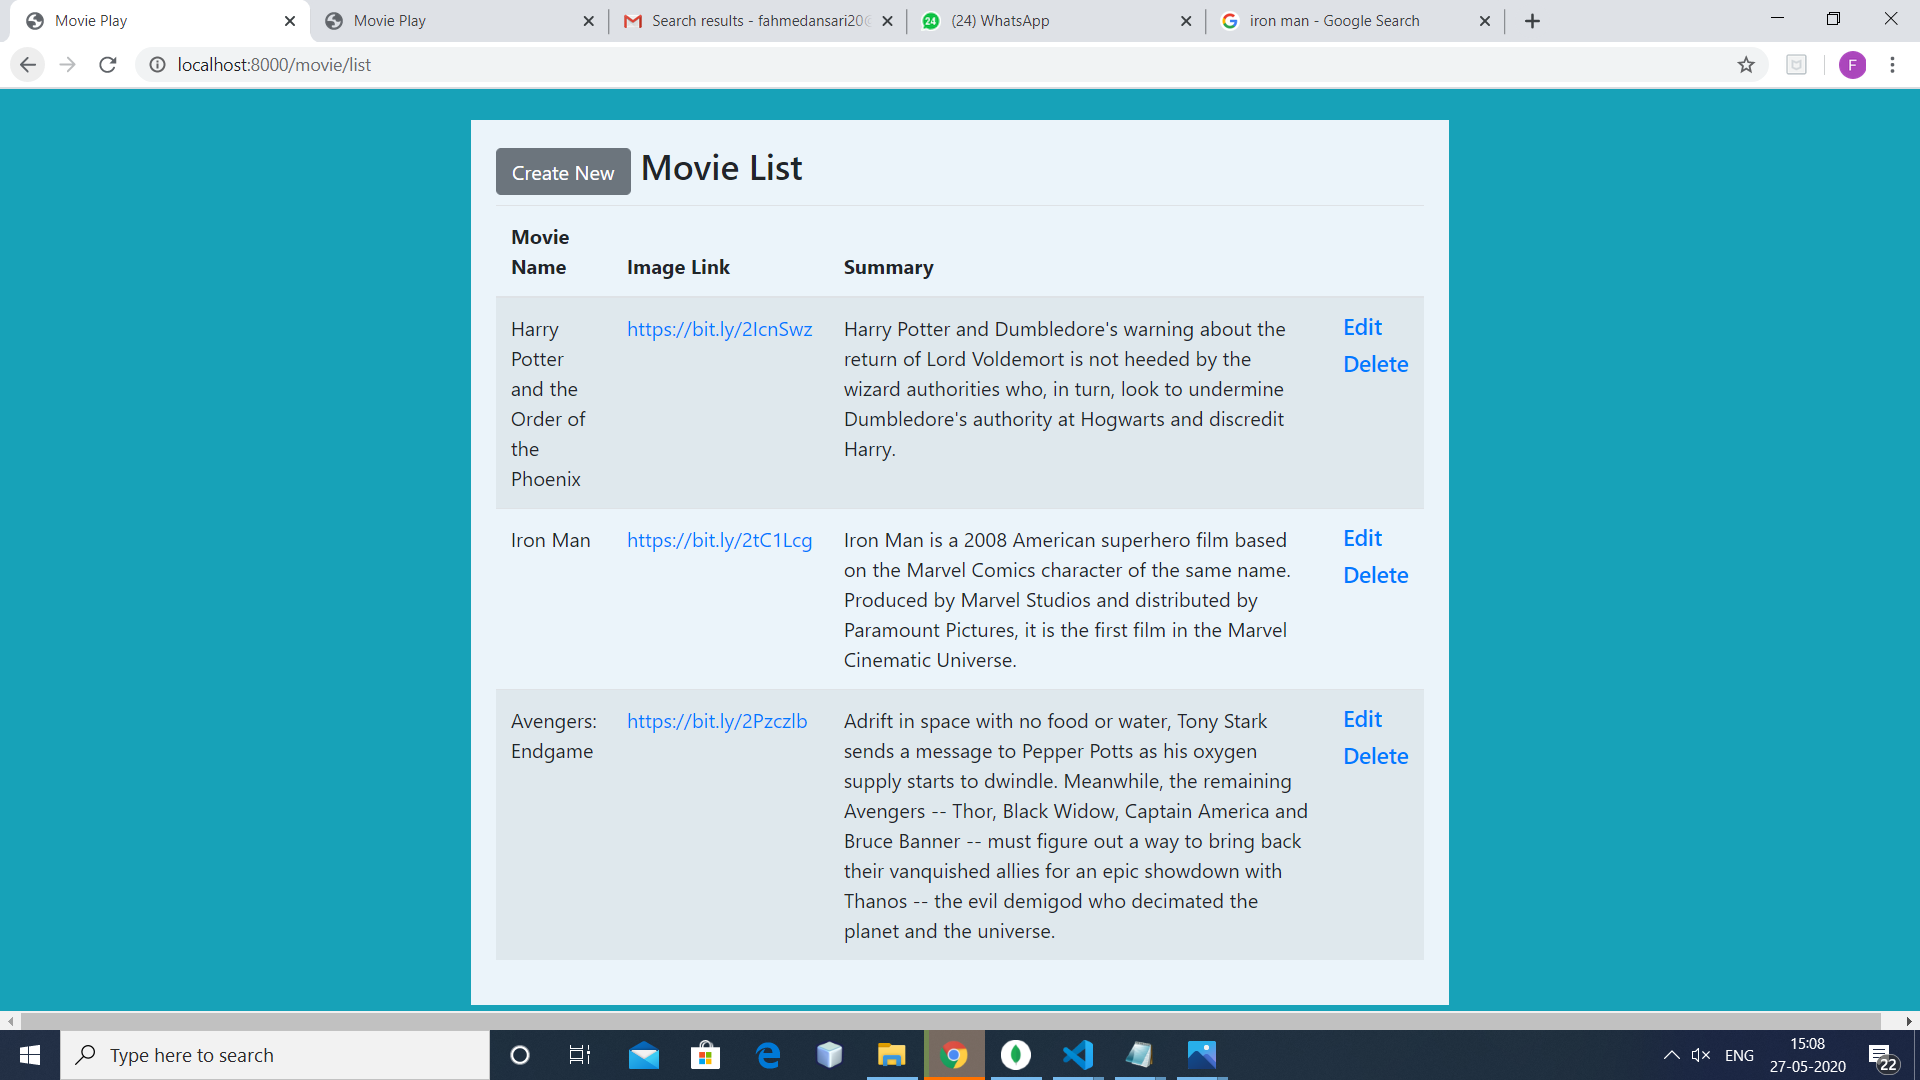 Movie Play
Movie Play
Search results - fahmedansari20
(24) WhatsApp
iron man - Google Search
localhost:8000/movie/list
F
Create New
Movie List
Movie
Name
Image Link
Summary
Harry
Potter
and the
Order of
the
Phoenix
https://bit.ly/2IcnSwz
Harry Potter and Dumbledore's warning about the
return of Lord Voldemort is not heeded by the
wizard authorities who, in turn, look to undermine
Dumbledore's authority at Hogwarts and discredit
Harry.
Edit
Delete
Iron Man
https://bit.ly/2tC1Lcg
Iron Man is a 2008 American superhero film based
on the Marvel Comics character of the same name.
Produced by Marvel Studios and distributed by
Paramount Pictures, it is the first film in the Marvel
Cinematic Universe.
Edit
Delete
Avengers:
Endgame
https://bit.ly/2Pzczlb
Adrift in space with no food or water, Tony Stark
sends a message to Pepper Potts as his oxygen
supply starts to dwindle. Meanwhile, the remaining
Avengers -- Thor, Black Widow, Captain America and
Bruce Banner -- must figure out a way to bring back
their vanquished allies for an epic showdown with
Thanos -- the evil demigod who decimated the
planet and the universe.
Edit
Delete
Type here to search
ENG
15:08
27-05-2020
22